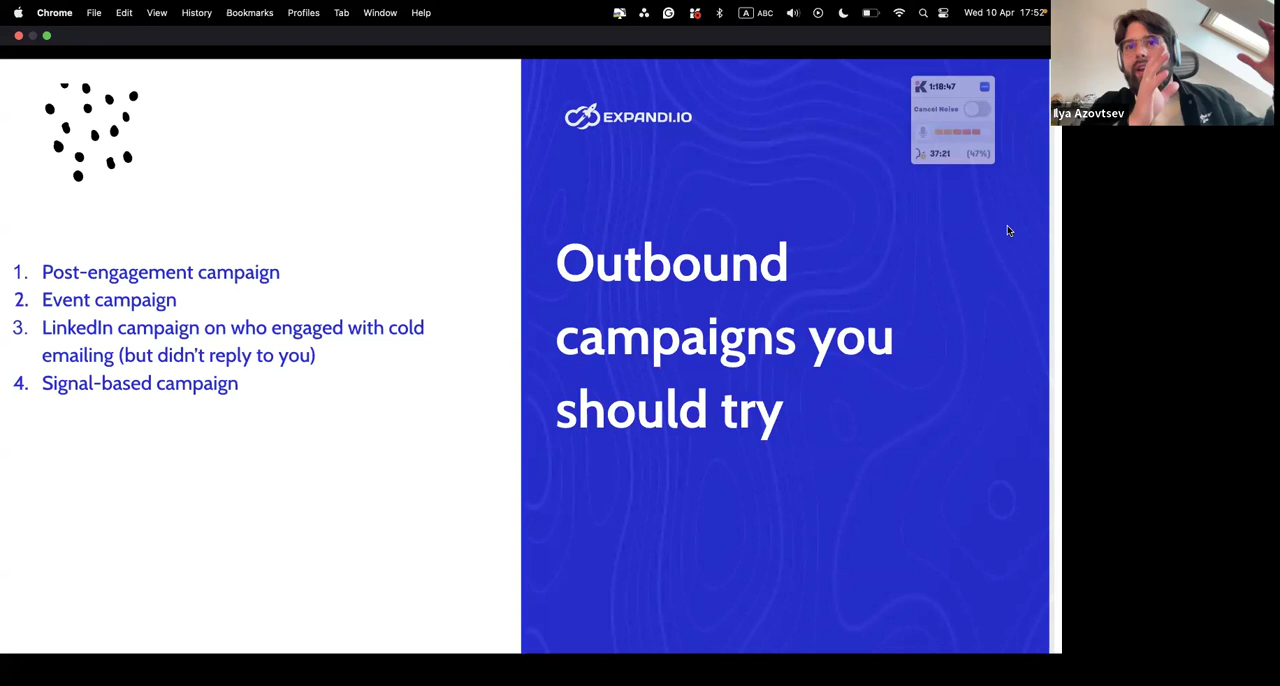 Chrome File Edit View History Bookmarks Profiles Tab Window Help
A ABC
Wed 10 Apr 17:52
1:18:47
Cancel Noise
37:21 (47%)
Ilya Azovtsev
EXPANDI.IO
1. Post-engagement campaign
2. Event campaign
3. LinkedIn campaign on who engaged with cold
emailing (but didn't reply to you)
4. Signal-based campaign
Outbound
campaigns you
should try